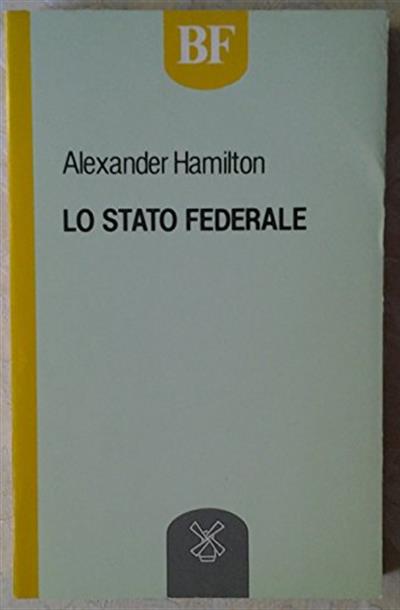 BF
Alexander Hamilton
LO STATO FEDERALE